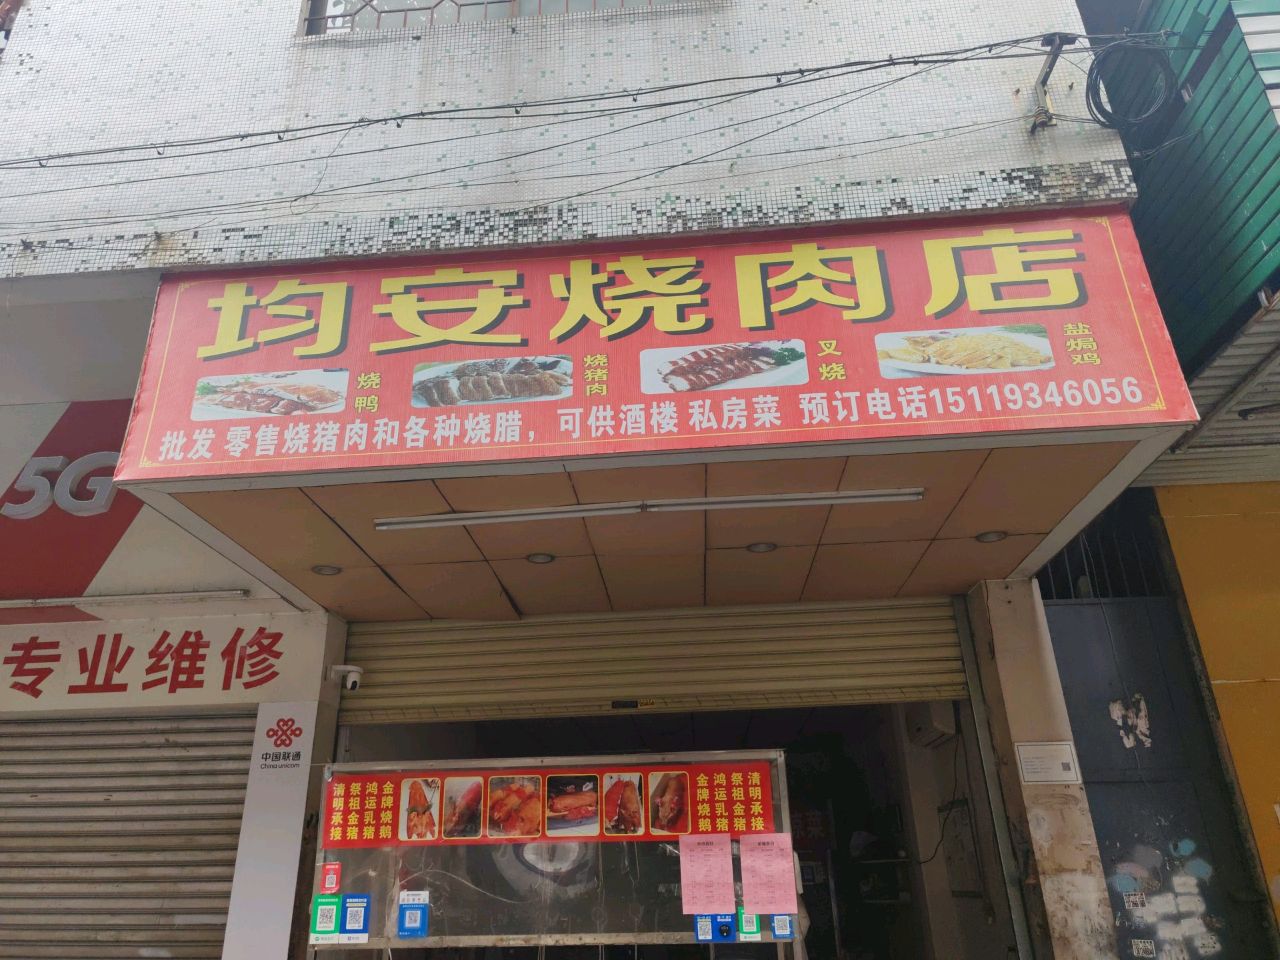 均安烧肉店
烧鸭
烧猪肉
叉烧
盐焗鸡
批发 零售烧猪肉和各种烧腊，可供酒楼 私房菜 预订电话15119346056
5G
专业维修
中国联通
China unicom
清明承接
祭祖金猪
鸿运乳猪
金牌烧鹅
金牌烧鹅
鸿运乳猪
祭祖金猪
清明承接